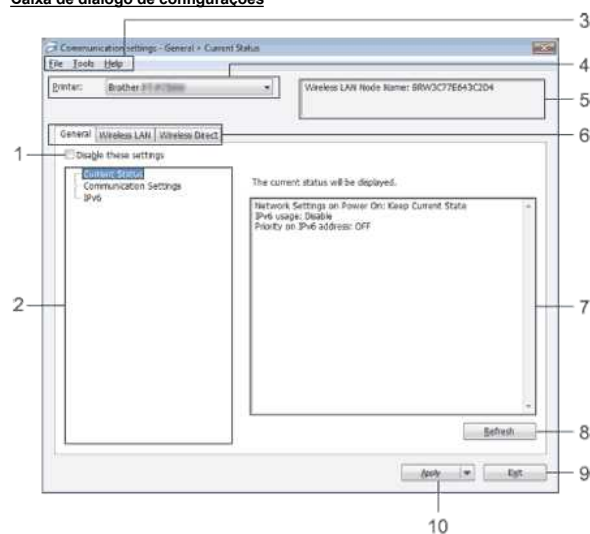 Caixa de diálogo de configurações
3
Communication settings - General > Current Status
File Tools Help
4
Printer: Brother
Wireless LAN Node Name: BRW3C77E643C2D4
5
General Wireless LAN Wireless Direct
6
1
Disable these settings
Current Status
Communication Settings
IPv6
The current status will be displayed.
Network Settings on Power On: Keep Current State
IPv6 usage: Disable
Priority on IPv6 address: OFF
2
7
Refresh
8
Apply
Exit
9
10